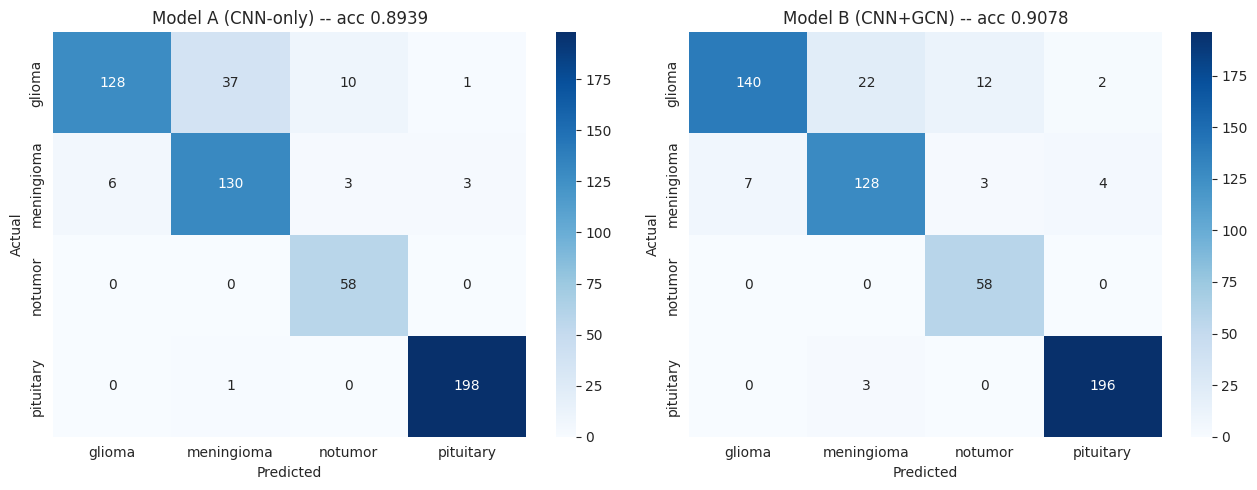 Model A (CNN-only) -- acc 0.8939
glioma
meningioma
notumor
pituitary
Actual
128 37 10 1
6 130 3 3
0 0 58 0
0 1 0 198
glioma meningioma notumor pituitary
Predicted
175
150
125
100
75
50
25
0
Model B (CNN+GCN) -- acc 0.9078
glioma
meningioma
notumor
pituitary
Actual
140 22 12 2
7 128 3 4
0 0 58 0
0 3 0 196
glioma meningioma notumor pituitary
Predicted
175
150
125
100
75
50
25
0